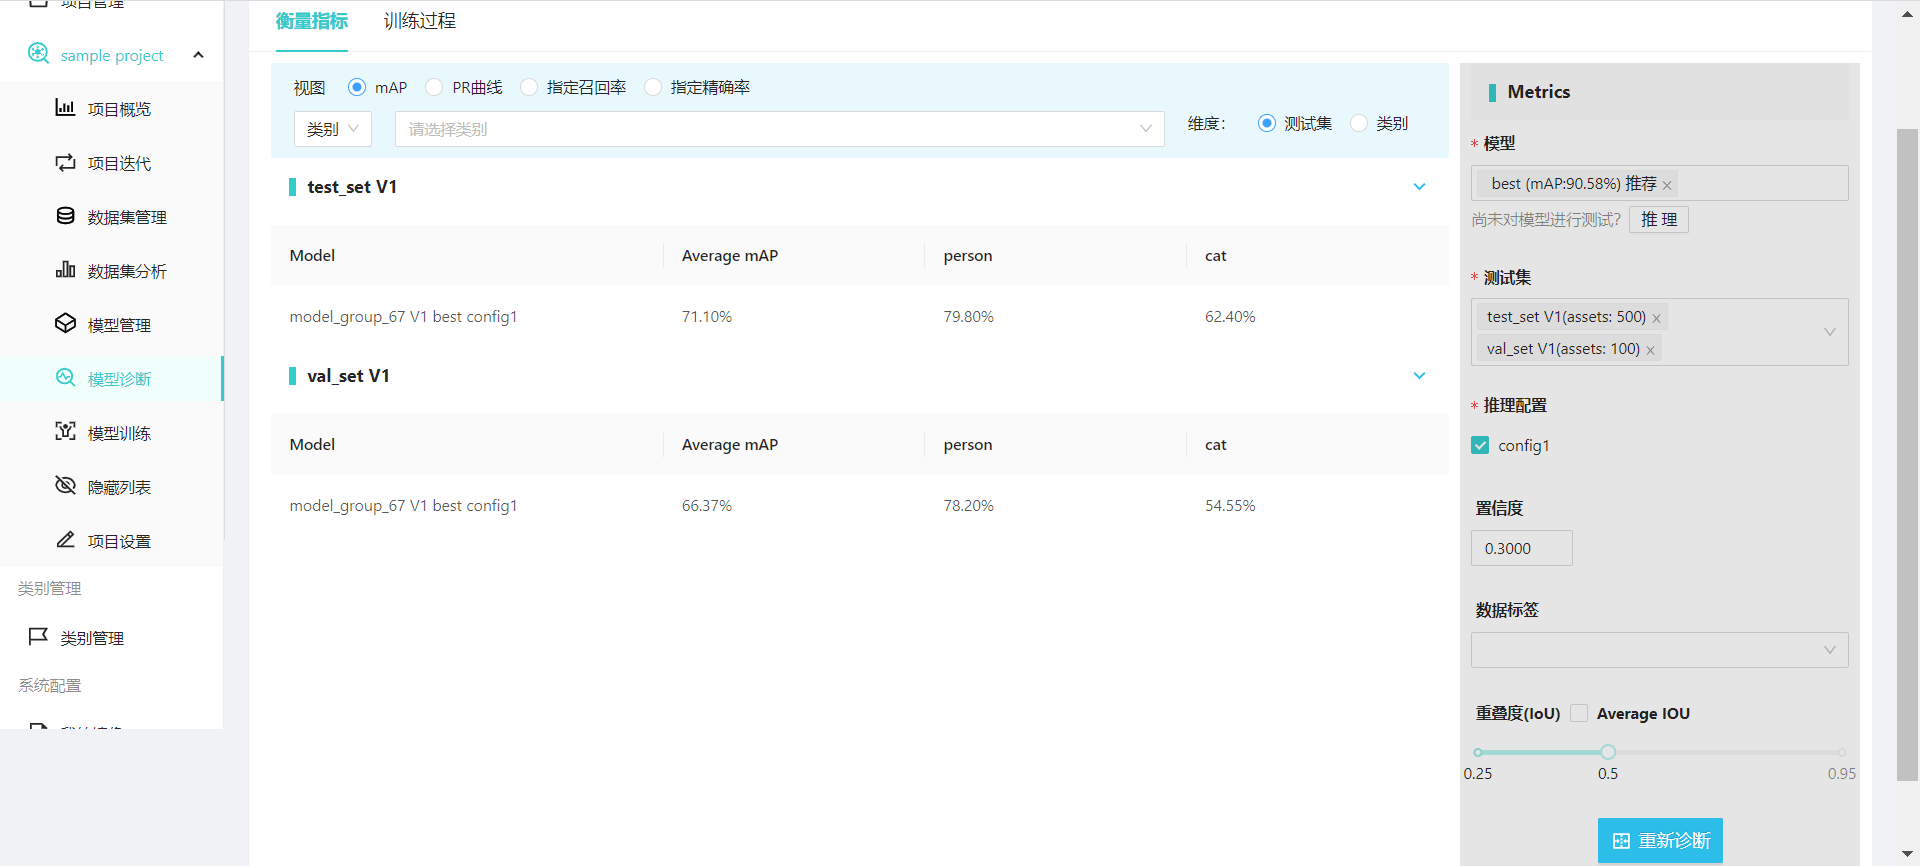 项目管理
sample project
项目概览
项目迭代
数据集管理
数据集分析
模型管理
模型诊断
模型训练
隐藏列表
项目设置
类别管理
类别管理
系统配置
衡量指标 训练过程
视图 mAP PR曲线 指定召回率 指定精确率
类别 请选择类别 维度： 测试集 类别
test_set V1
Model Average mAP person cat
model_group_67 V1 best config1 71.10% 79.80% 62.40%
val_set V1
Model Average mAP person cat
model_group_67 V1 best config1 66.37% 78.20% 54.55%
Metrics
* 模型
best (mAP:90.58%) 推荐 ×
尚未对模型进行测试? 推 理
* 测试集
test_set V1(assets: 500) ×
val_set V1(assets: 100) ×
* 推理配置
config1
置信度
0.3000
数据标签
重叠度(IoU) Average IOU
0.25 0.5 0.95
重新诊断